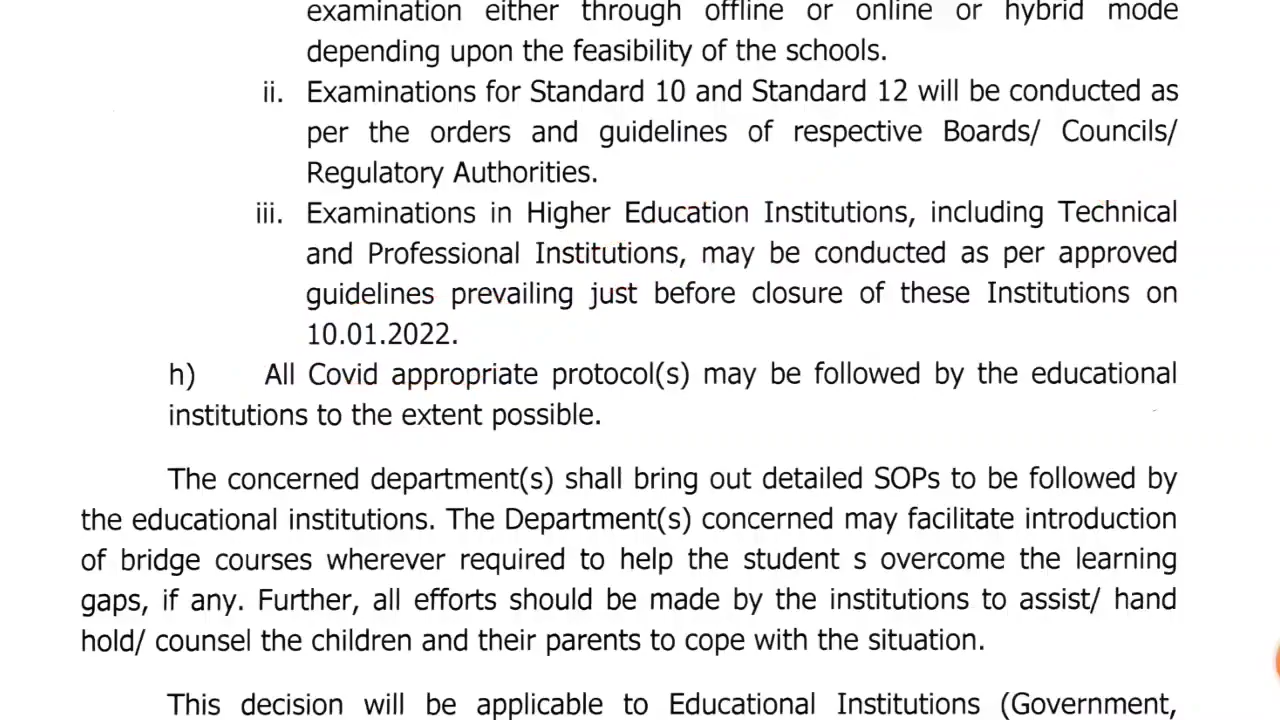 examination either through offline or online or hybrid mode
depending upon the feasibility of the schools.
ii. Examinations for Standard 10 and Standard 12 will be conducted as
per the orders and guidelines of respective Boards/ Councils/
Regulatory Authorities.
iii. Examinations in Higher Education Institutions, including Technical
and Professional Institutions, may be conducted as per approved
guidelines prevailing just before closure of these Institutions on
10.01.2022.
h) All Covid appropriate protocol(s) may be followed by the educational
institutions to the extent possible.
The concerned department(s) shall bring out detailed SOPs to be followed by
the educational institutions. The Department(s) concerned may facilitate introduction
of bridge courses wherever required to help the student s overcome the learning
gaps, if any. Further, all efforts should be made by the institutions to assist/ hand
hold/ counsel the children and their parents to cope with the situation.
This decision will be applicable to Educational Institutions (Government,